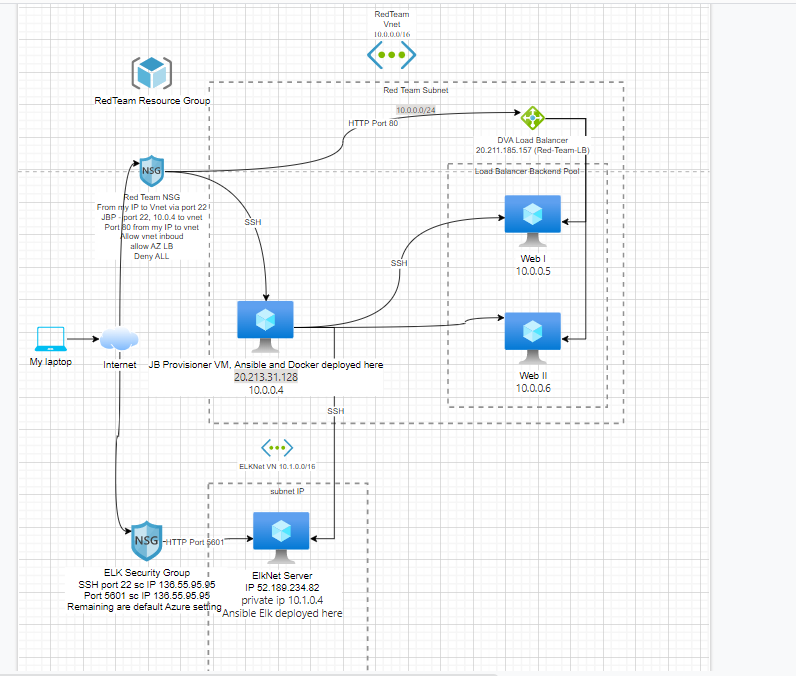 RedTeam
Vnet
10.0.0.0/16
RedTeam Resource Group
Red Team Subnet
10.0.0.0/24
HTTP Port 80
DVA Load Balancer
20.211.185.157 (Red-Team-LB)
Load Balancer Backend Pool
NSG
Red Team NSG
From my IP to Vnet via port 22
JBP - port 22, 10.0.4 to vnet
Port 80 from my IP to vnet
Allow vnet inboud
allow AZ LB
Deny ALL
SSH
SSH
Web I
10.0.0.5
My laptop
Internet
JB Provisioner VM, Ansible and Docker deployed here
20.213.31.128
10.0.0.4
Web II
10.0.0.6
SSH
ELKNet VN 10.1.0.0/16
subnet IP
NSG
HTTP Port 5601
ELK Security Group
SSH port 22 sc IP 136.55.95.95
Port 5601 sc IP 136.55.95.95
Remaining are default Azure setting
ElkNet Server
IP 52.189.234.82
private ip 10.1.0.4
Ansible Elk deployed here